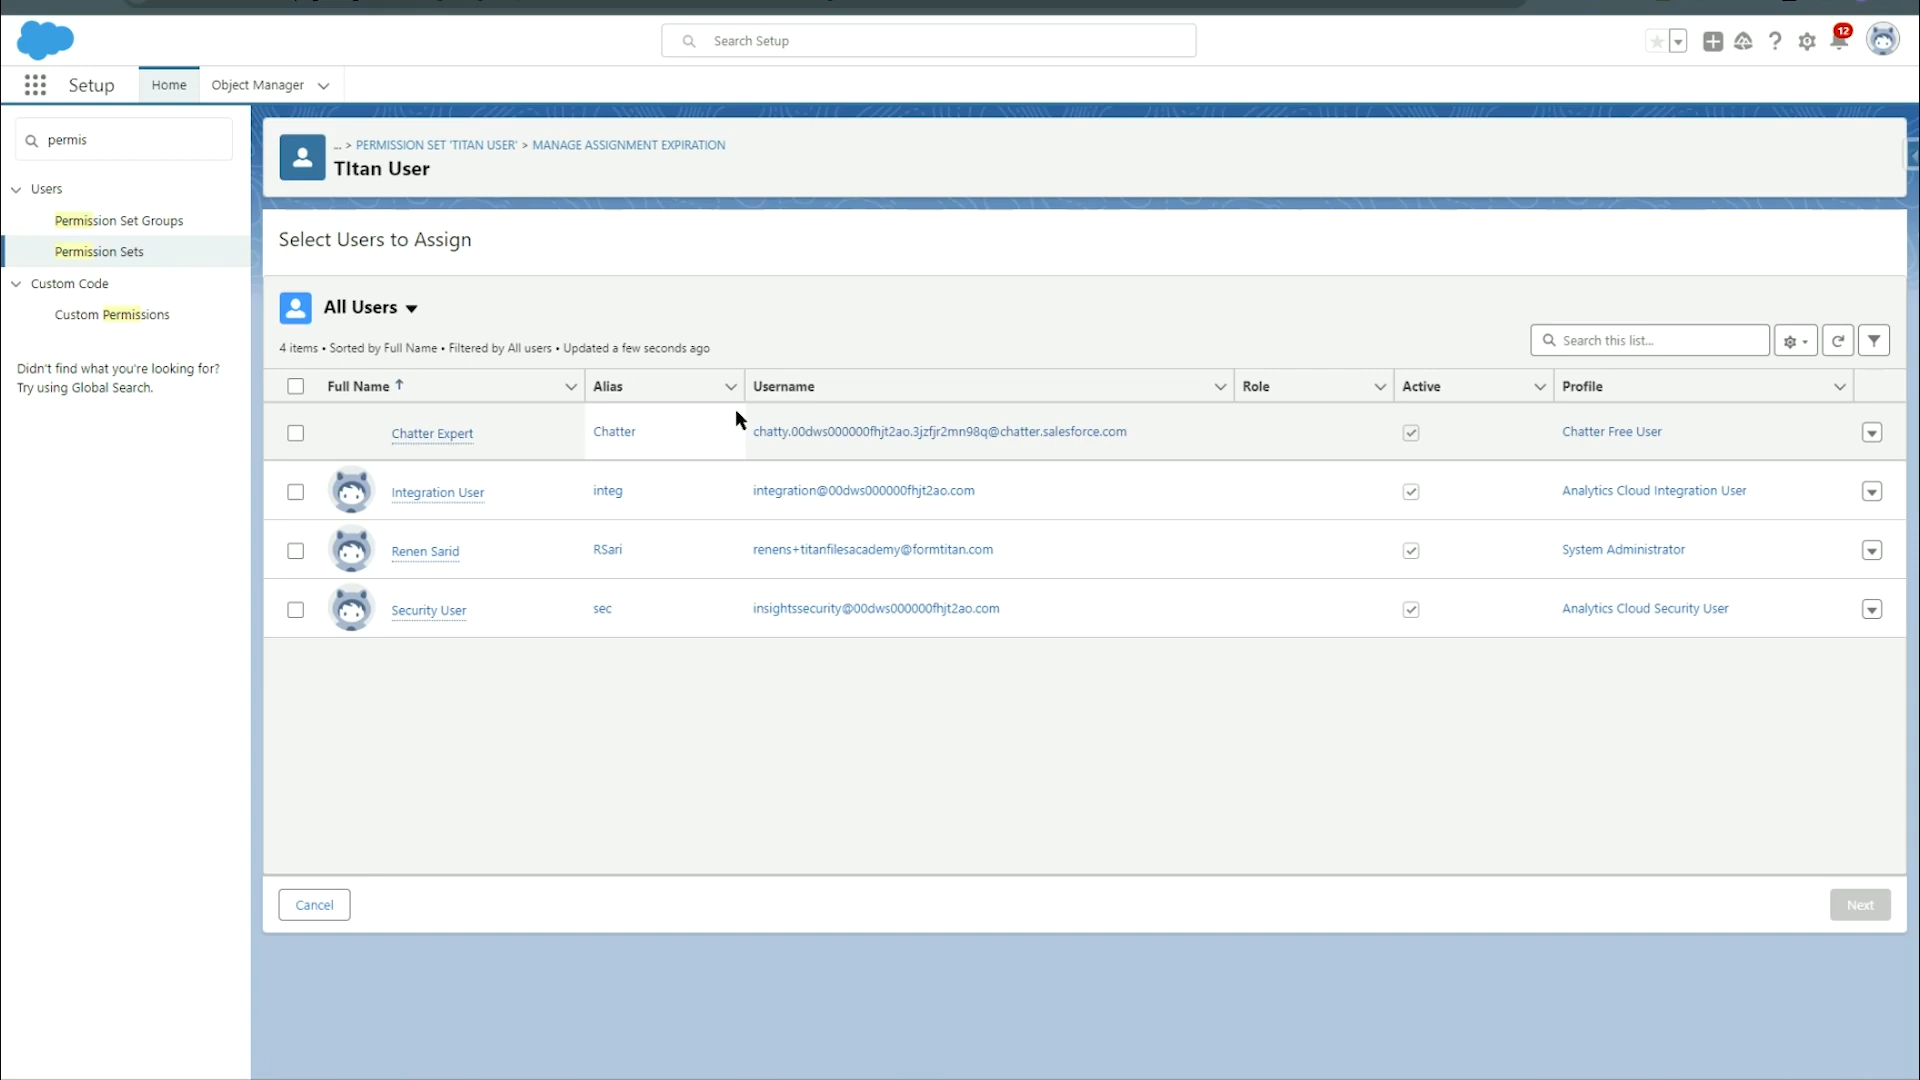 Search Setup
12
Setup
Home
Object Manager
permis
Users
Permission Set Groups
Permission Sets
Custom Code
Custom Permissions
Didn't find what you're looking for?
Try using Global Search.
... > PERMISSION SET 'TITAN USER' > MANAGE ASSIGNMENT EXPIRATION
TItan User
Select Users to Assign
All Users
4 items • Sorted by Full Name • Filtered by All users • Updated a few seconds ago
Search this list...
Full Name ↑ Alias Username Role Active Profile
Chatter Expert Chatter chatty.00dws000000fhjt2ao.3jzfjr2mn98q@chatter.salesforce.com Chatter Free User
Integration User integ integration@00dws000000fhjt2ao.com Analytics Cloud Integration User
Renen Sarid RSari renens+titanfilesacademy@formtitan.com System Administrator
Security User sec insightssecurity@00dws000000fhjt2ao.com Analytics Cloud Security User
Cancel
Next